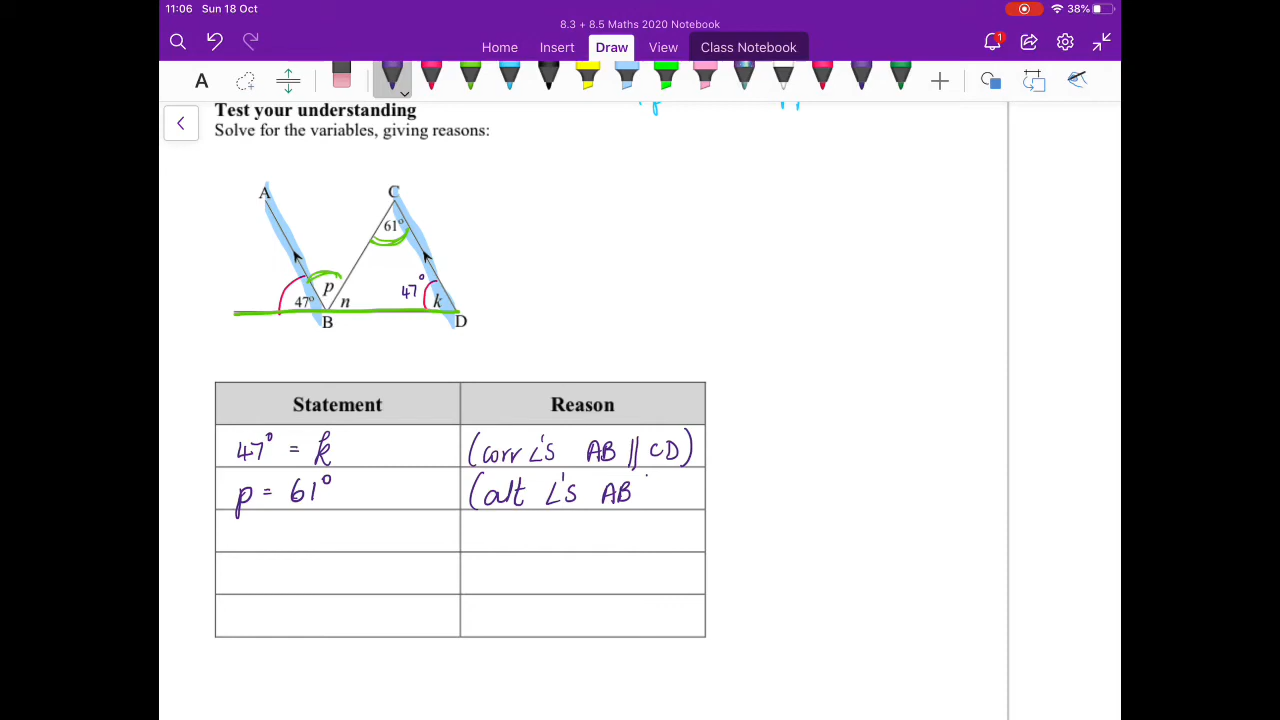 11:06 Sun 18 Oct
38%
8.3 + 8.5 Maths 2020 Notebook
Home Insert Draw View Class Notebook
1
A
Test your understanding
Solve for the variables, giving reasons:
A C
61°
47° p n 47° k
B D
Statement Reason
47° = k (corr ∠'s AB || CD)
p = 61° (alt ∠'s AB